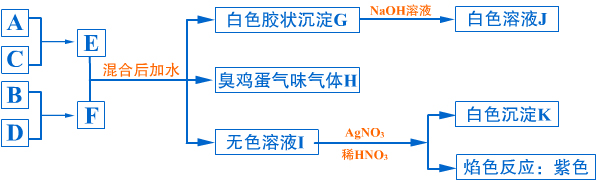 A
C
B
D
E
F
混合后加水
白色胶状沉淀G
NaOH溶液
白色溶液J
臭鸡蛋气味气体H
无色溶液I
AgNO₃
稀HNO₃
白色沉淀K
焰色反应：紫色